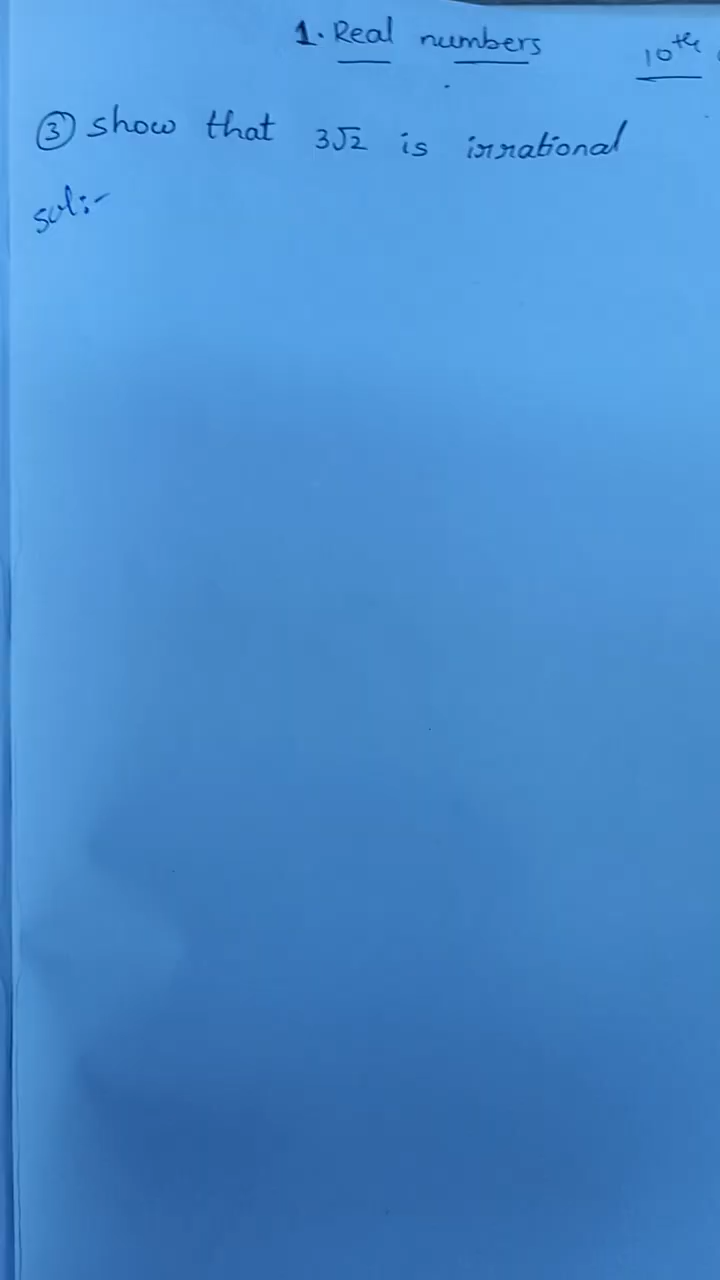 1. Real numbers
10th
③ show that 3√2 is irrational
sol:-